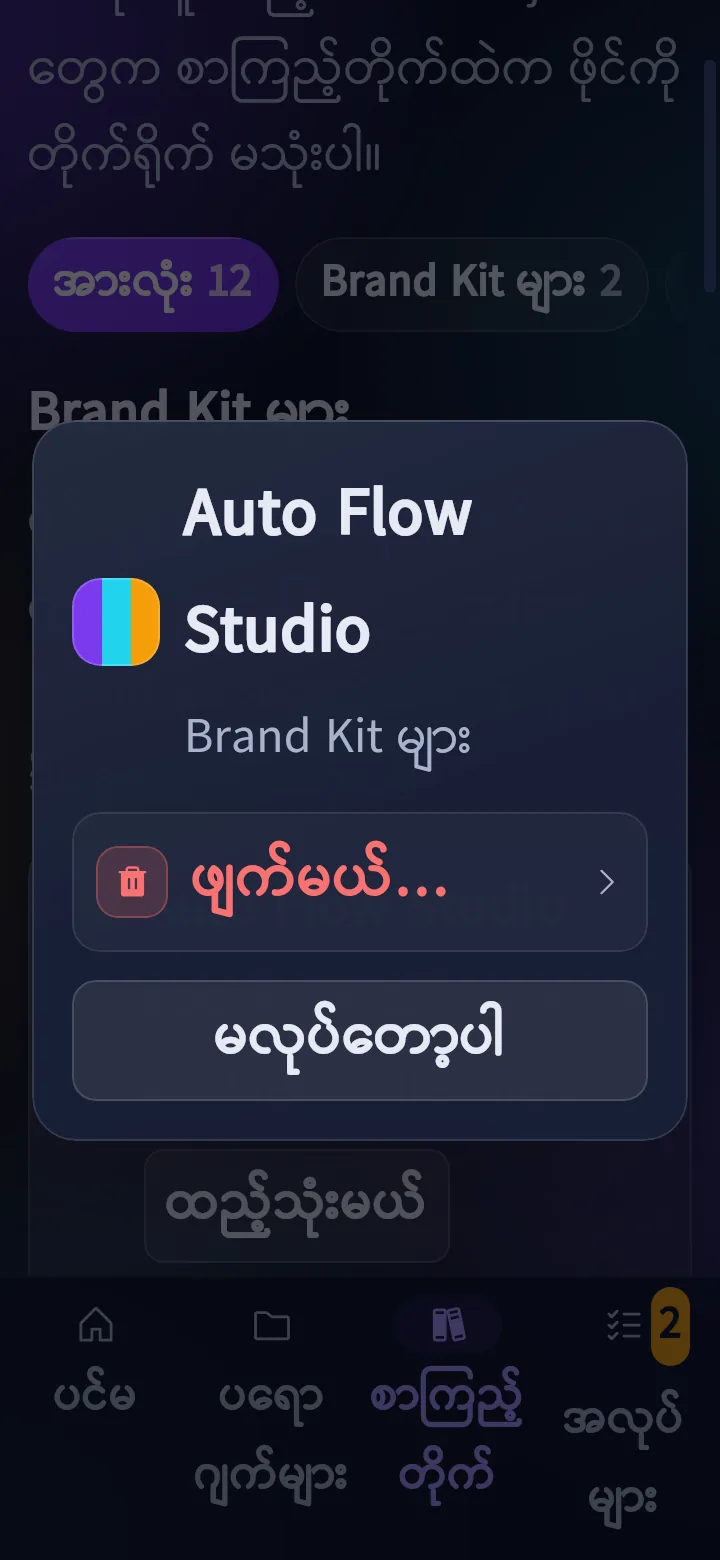 တွေက စာကြည့်တိုက်ထဲက ဖိုင်ကို
တိုက်ရိုက် မသုံးပါ။
အားလုံး 12
Brand Kit များ 2
Brand Kit များ
Auto Flow
Studio
Brand Kit များ
ဖျက်မယ်...
မလုပ်တော့ပါ
ထည့်သုံးမယ်
ပင်မ
ပရော
ဂျက်များ
စာကြည့်
တိုက်
2
အလုပ်
များ